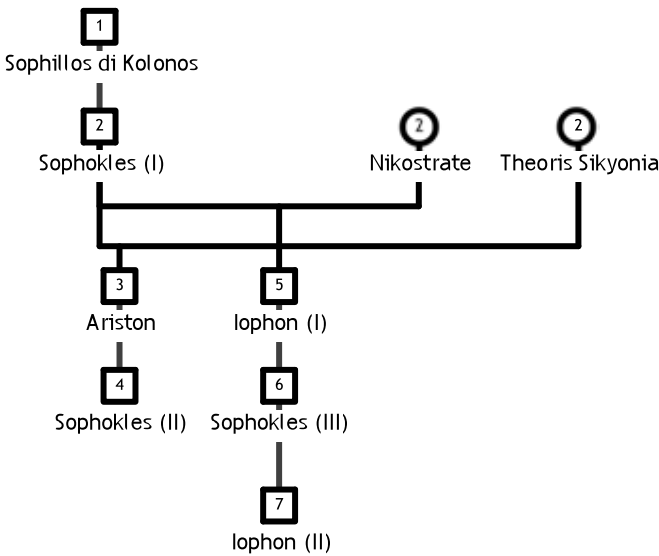 1
Sophillos di Kolonos
2 2 2
Sophokles (I) Nikostrate Theoris Sikyonia
3 5
Ariston Iophon (I)
4 6
Sophokles (II) Sophokles (III)
7
Iophon (II)